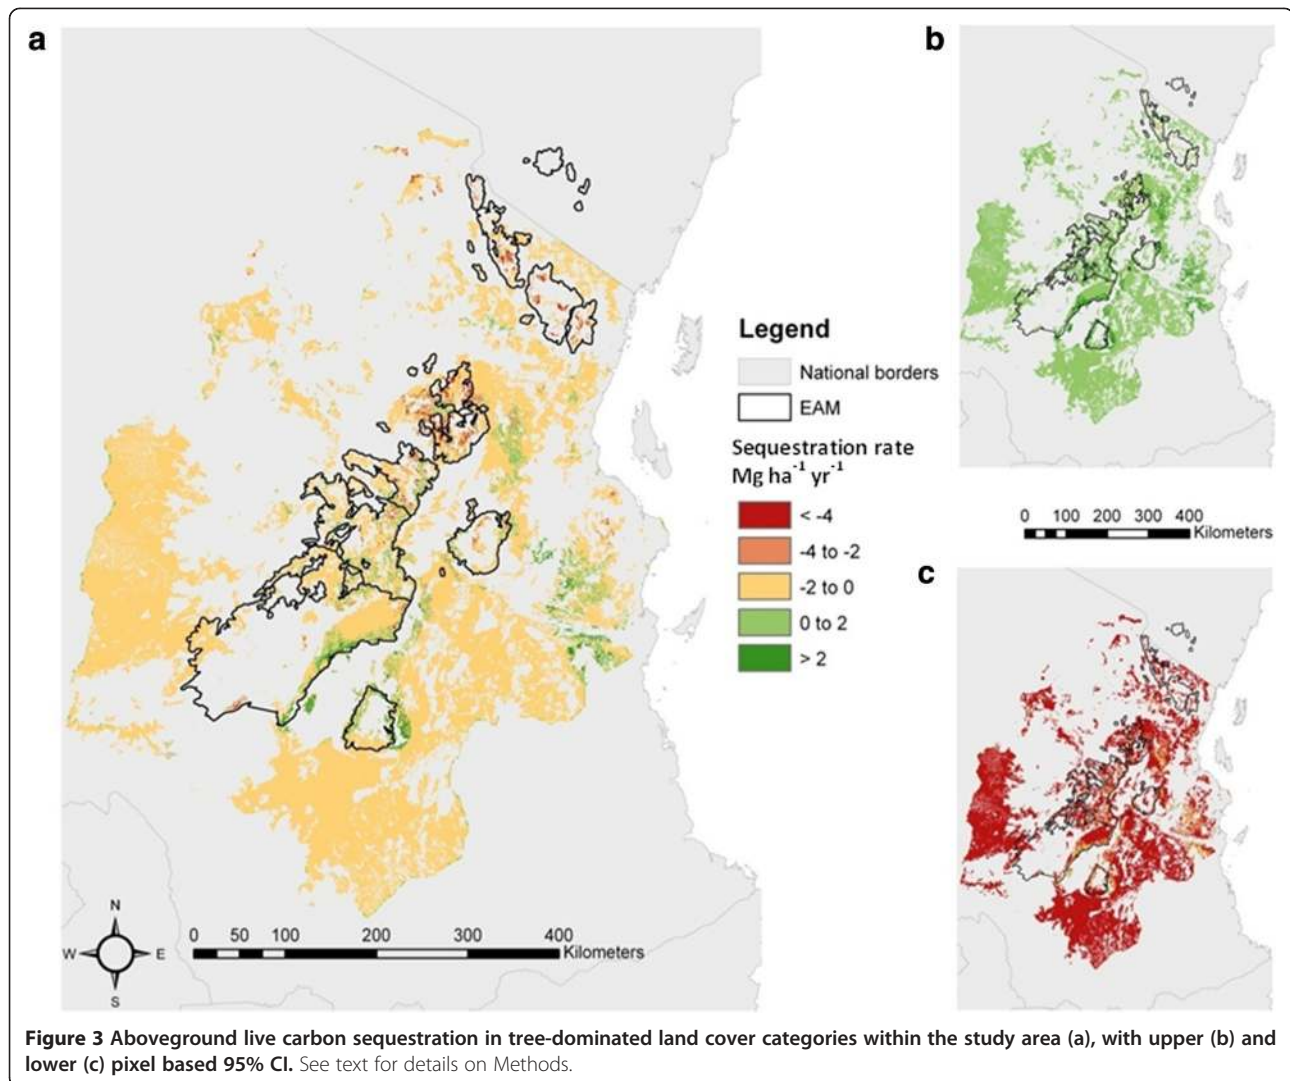 a
b
Legend
National borders
EAM
Sequestration rate
Mg ha⁻¹ yr⁻¹
< -4
-4 to -2
-2 to 0
0 to 2
> 2
0 100 200 300 400
Kilometers
c
N
W E
S
0 50 100 200 300 400
Kilometers
Figure 3 Aboveground live carbon sequestration in tree-dominated land cover categories within the study area (a), with upper (b) and
lower (c) pixel based 95% CI. See text for details on Methods.